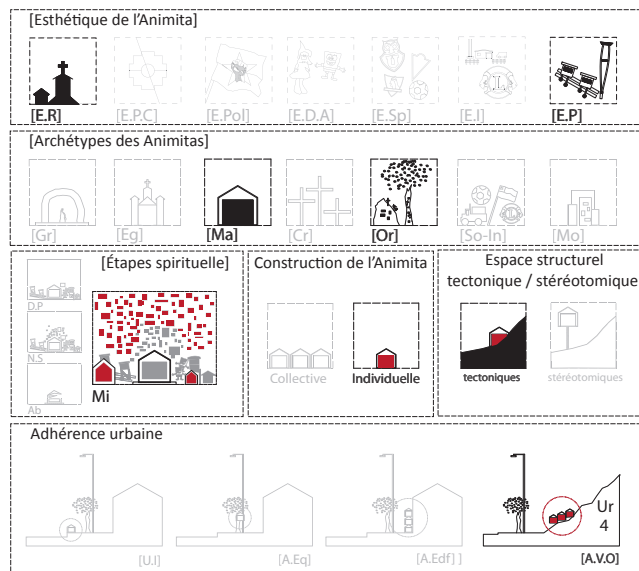 [Esthétique de l'Animita]
[E.R] [E.P.C] [E.Pol] [E.D.A] [E.Sp] [E.I] [E.P]
[Archétypes des Animitas]
[Gr] [Eg] [Ma] [Cr] [Or] [So-In] [Mo]
[Étapes spirituelle]
D.P
N.S
Ab
Mi
Construction de l'Animita
Collective Individuelle
Espace structurel
tectonique / stéréotomique
tectoniques stéréotomiques
Adhérence urbaine
Ur
4
[U.I] [A.Eq] [A.Edf] ] [A.V.O]